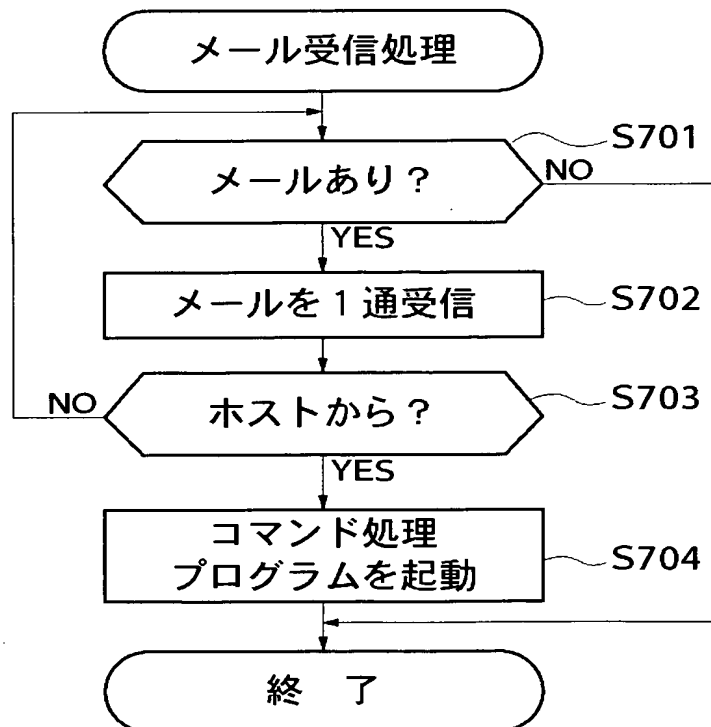 メール受信処理
S701
メールあり？
NO
YES
メールを１通受信
S702
ホストから？
S703
NO
YES
コマンド処理
プログラムを起動
S704
終　了